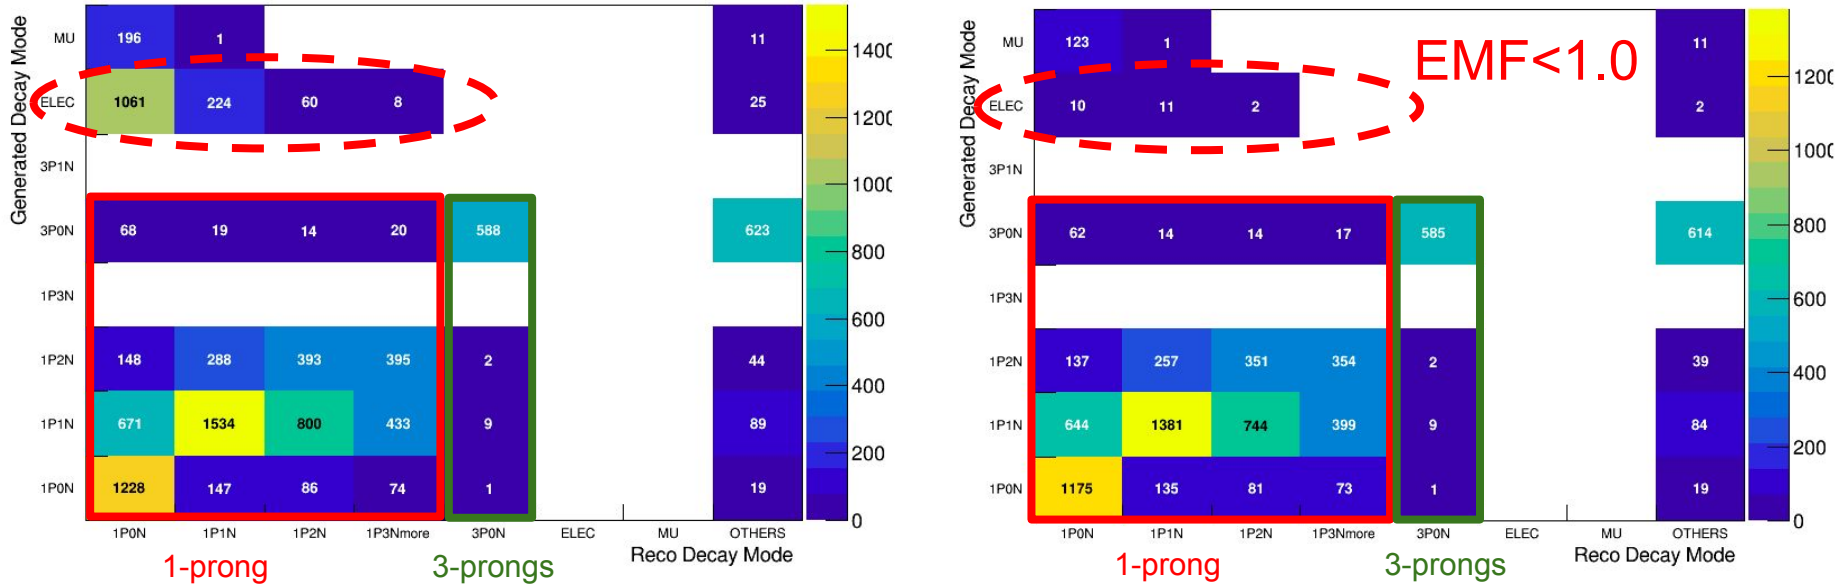 Generated Decay Mode
MU 196 1 11
ELEC 1061 224 60 8 25
3P1N
3P0N 68 19 14 20 588 623
1P3N
1P2N 148 288 393 395 2 44
1P1N 671 1534 800 433 9 89
1P0N 1228 147 86 74 1 19
1P0N 1P1N 1P2N 1P3Nmore 3P0N ELEC MU OTHERS
Reco Decay Mode
1-prong 3-prongs
1000
800
600
400
200
0
EMF<1.0
Generated Decay Mode
MU 123 1 11
ELEC 10 11 2 2
3P1N
3P0N 62 14 14 17 585 614
1P3N
1P2N 137 257 351 354 2 39
1P1N 644 1381 744 399 9 84
1P0N 1175 135 81 73 1 19
1P0N 1P1N 1P2N 1P3Nmore 3P0N ELEC MU OTHERS
Reco Decay Mode
1-prong 3-prongs
800
600
400
200
0